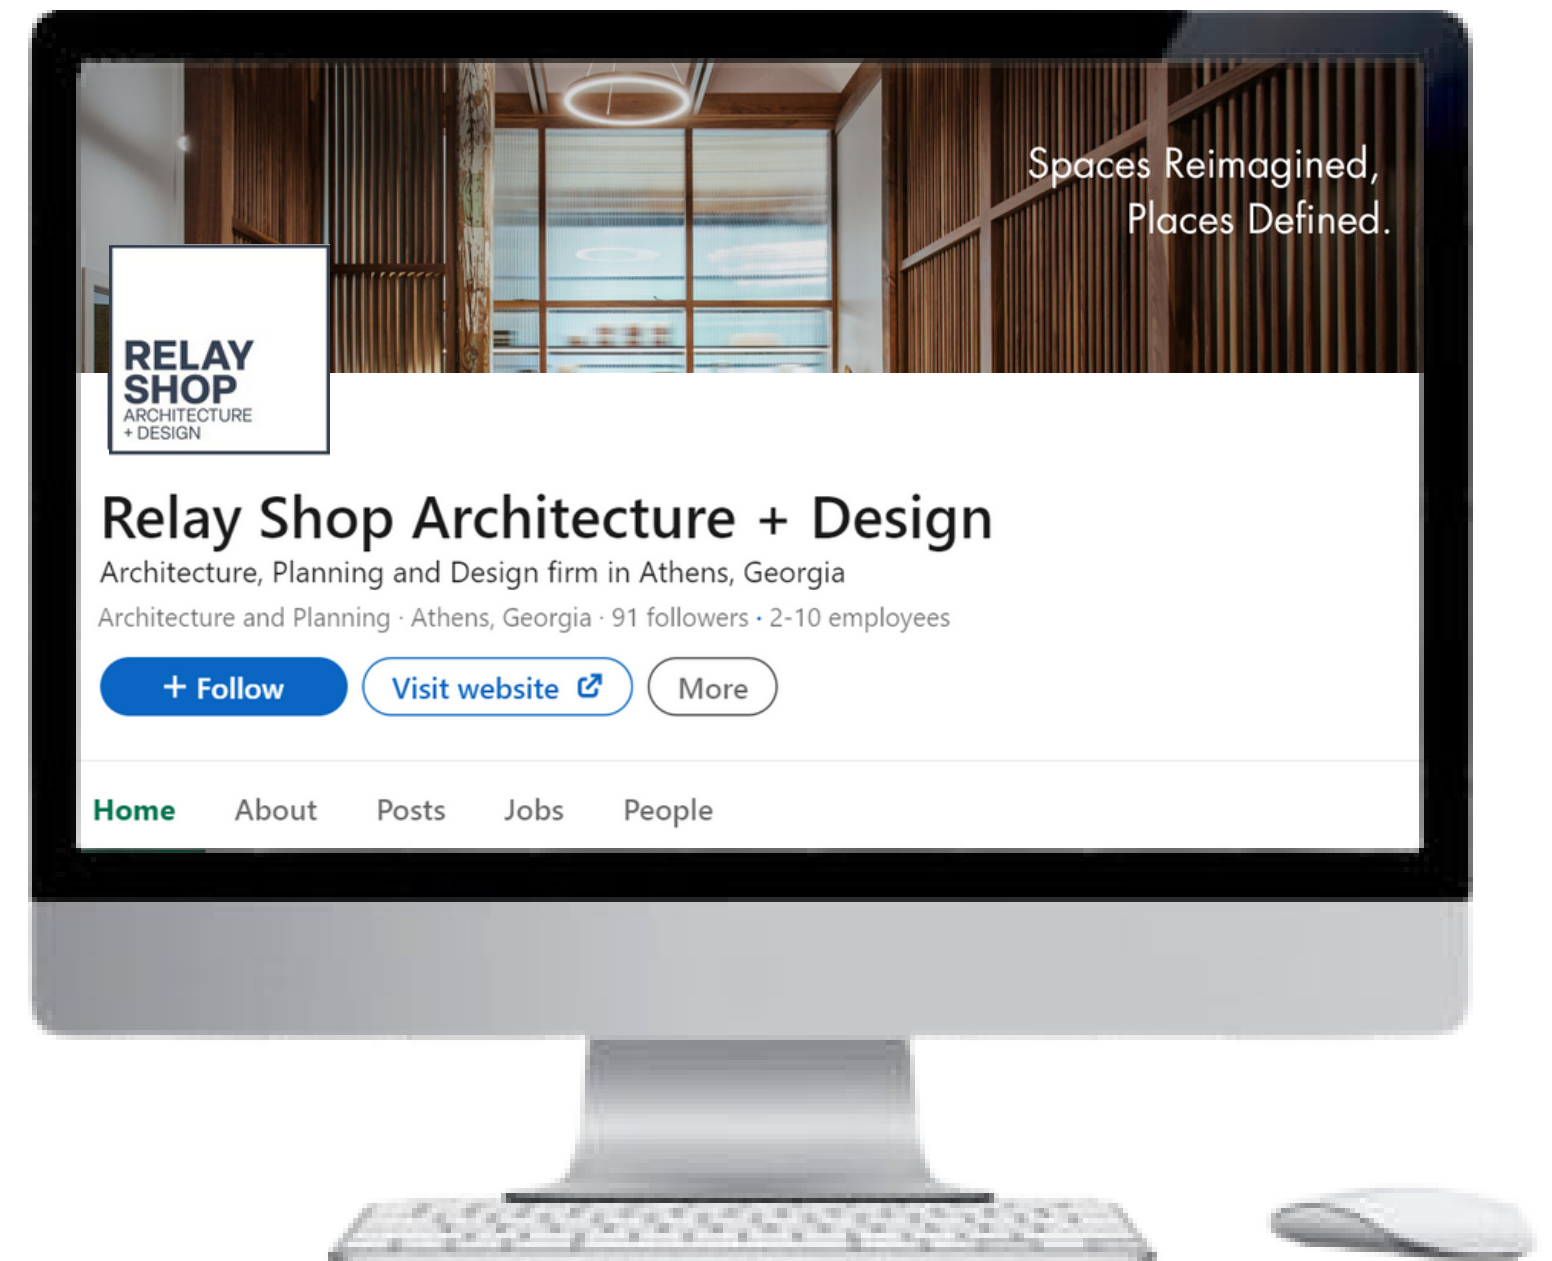 Spaces Reimagined,
Places Defined.
RELAY
SHOP
ARCHITECTURE
+ DESIGN
Relay Shop Architecture + Design
Architecture, Planning and Design firm in Athens, Georgia
Architecture and Planning · Athens, Georgia · 91 followers · 2-10 employees
+ Follow Visit website More
Home About Posts Jobs People